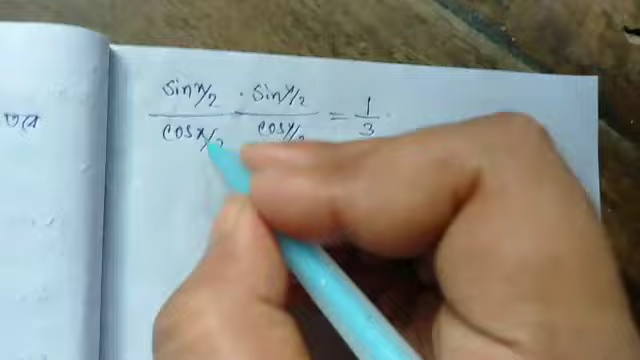 sin x/2 / cos x/2 · sin y/2 / cos y/2 = 1/3